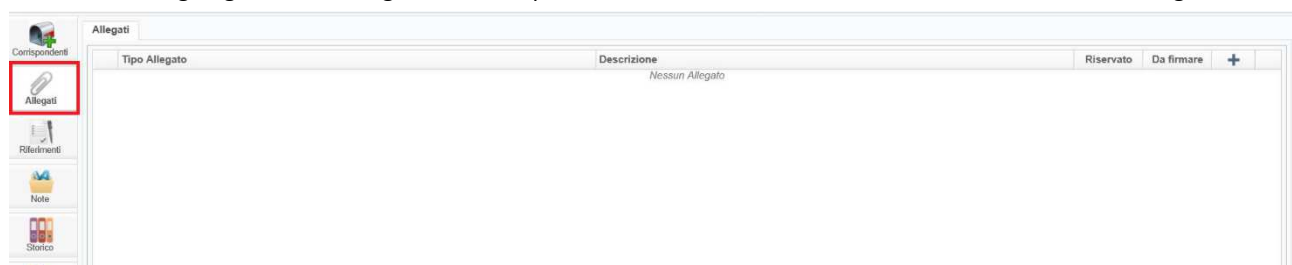 Allegati
Corrispondenti
Tipo Allegato Descrizione Riservato Da firmare +
Nessun Allegato
Allegati
Riferimenti
Note
Storico